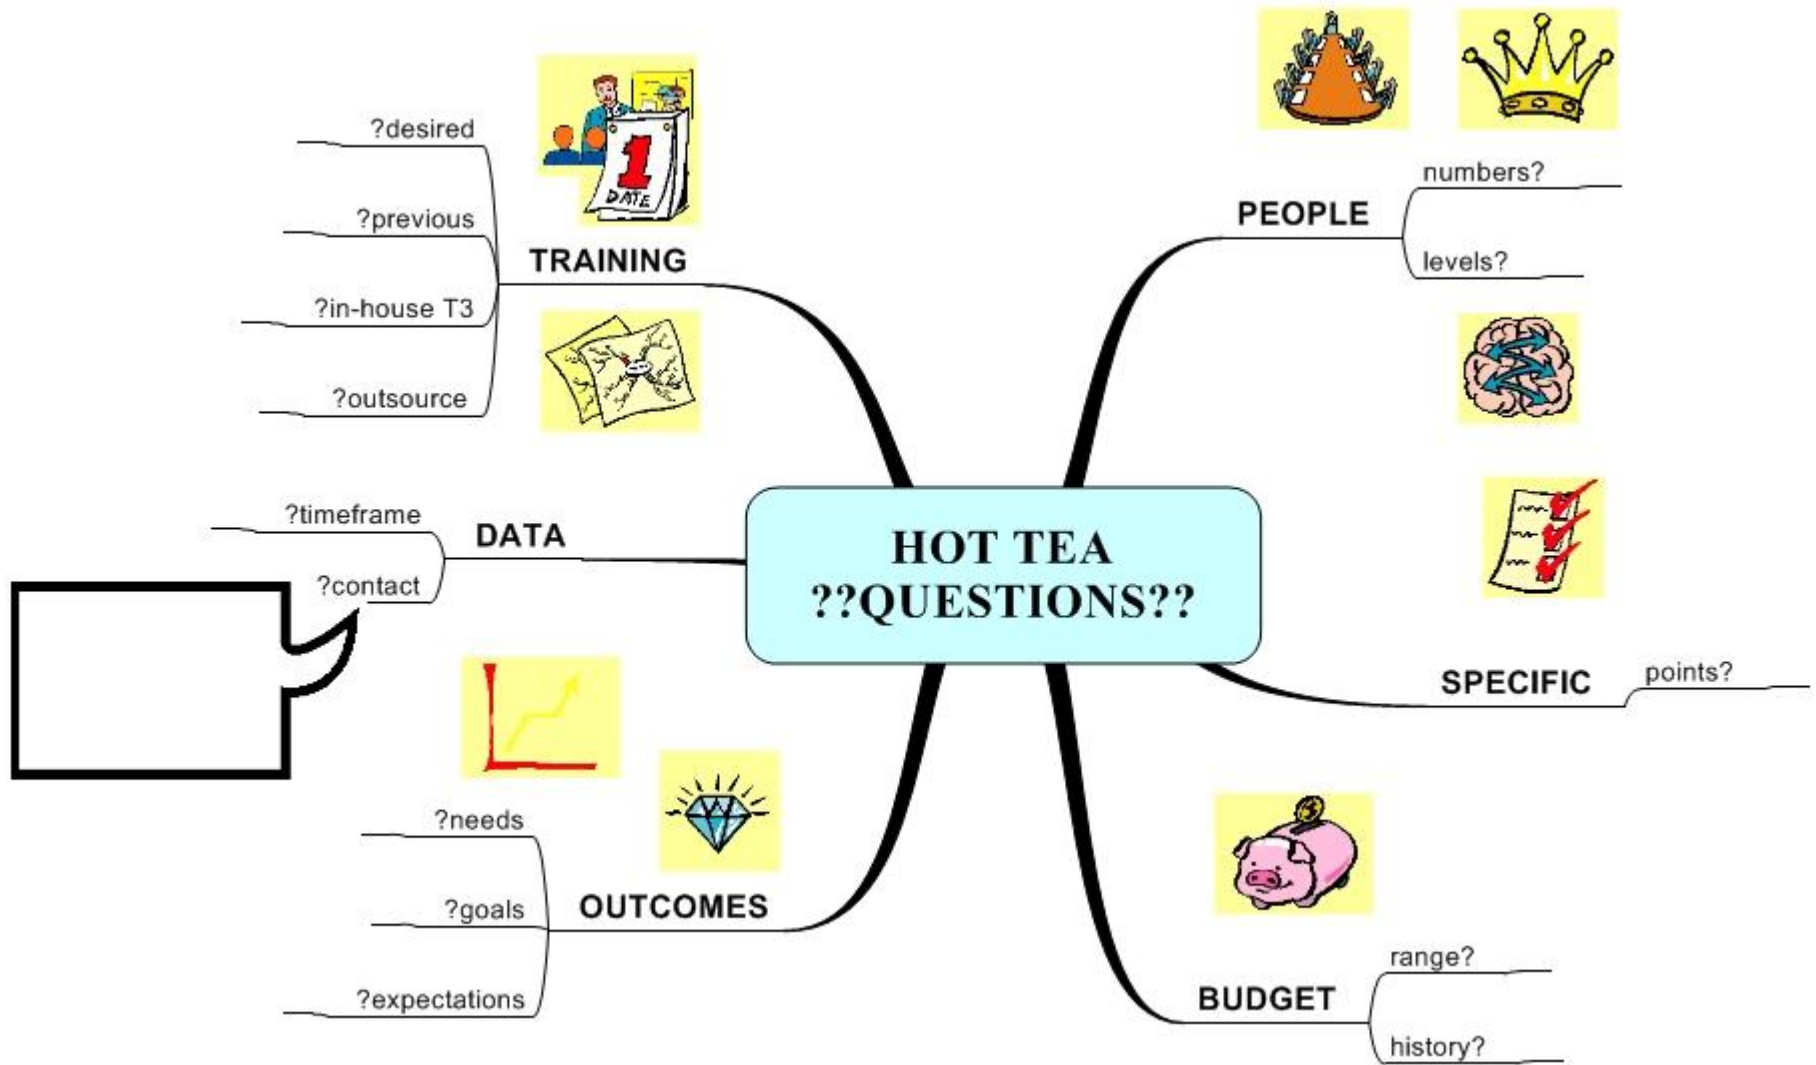 HOT TEA
??QUESTIONS??
PEOPLE
numbers?
levels?
SPECIFIC
points?
BUDGET
range?
history?
OUTCOMES
?needs
?goals
?expectations
DATA
?timeframe
?contact
TRAINING
?desired
?previous
?in-house T3
?outsource
1
DATE